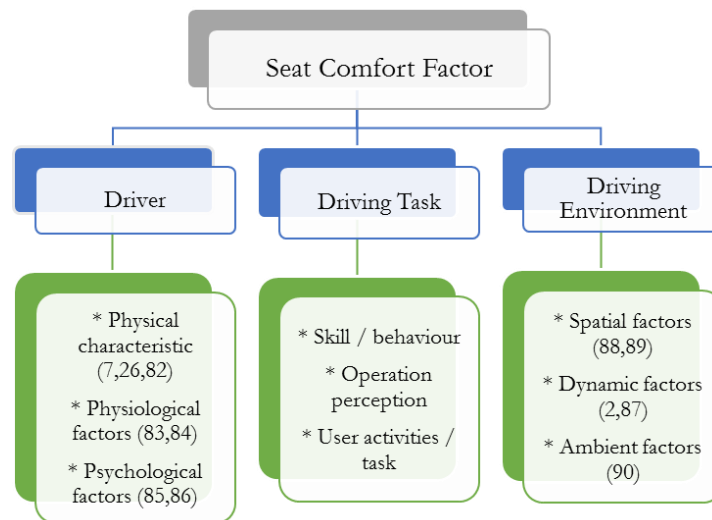 Seat Comfort Factor
Driver
Driving Task
Driving
Environment
* Physical
characteristic
(7,26,82)
* Physiological
factors (83,84)
* Psychological
factors (85,86)
* Skill / behaviour
* Operation
perception
* User activities /
task
* Spatial factors
(88,89)
* Dynamic factors
(2,87)
* Ambient factors
(90)